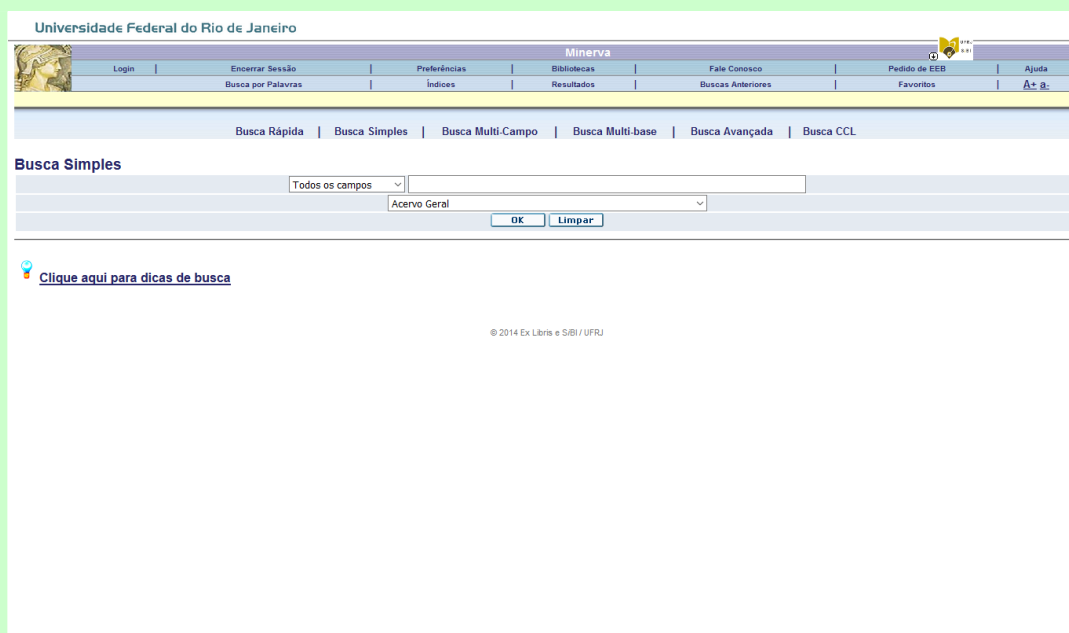 Universidade Federal do Rio de Janeiro
Minerva
UFRJ
SiBI
Login | Encerrar Sessão | Preferências | Bibliotecas | Fale Conosco | Pedido de EEB | Ajuda
Busca por Palavras | Índices | Resultados | Buscas Anteriores | Favoritos | A+ a-
Busca Rápida | Busca Simples | Busca Multi-Campo | Busca Multi-base | Busca Avançada | Busca CCL
Busca Simples
Todos os campos
Acervo Geral
OK Limpar
Clique aqui para dicas de busca
© 2014 Ex Libris e SiBI / UFRJ